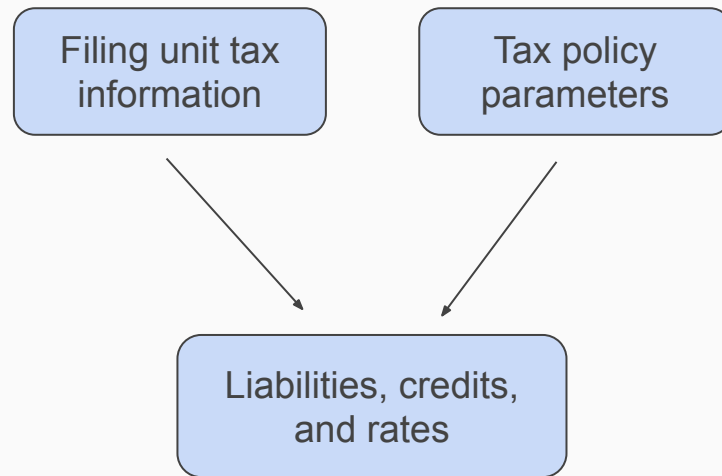 Filing unit tax
information
Tax policy
parameters
Liabilities, credits,
and rates